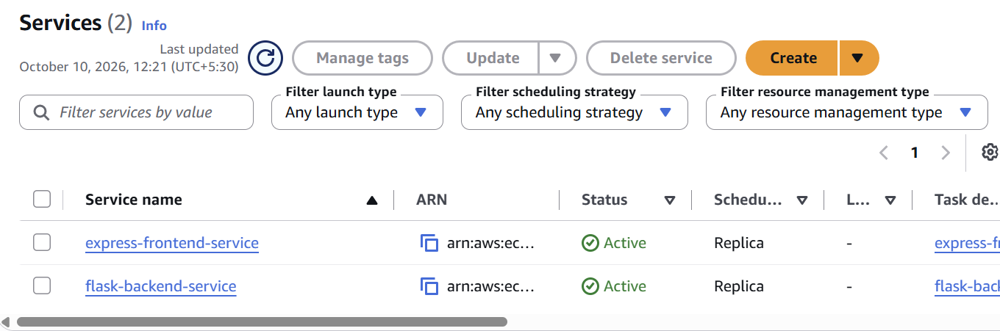 Services (2) Info
Last updated
October 10, 2026, 12:21 (UTC+5:30)
Manage tags
Update
Delete service
Create
Filter services by value
Filter launch type
Any launch type
Filter scheduling strategy
Any scheduling strategy
Filter resource management type
Any resource management type
1
Service name ARN Status Schedu... L... Task de...
express-frontend-service arn:aws:ec... Active Replica - express-fr
flask-backend-service arn:aws:ec... Active Replica - flask-back